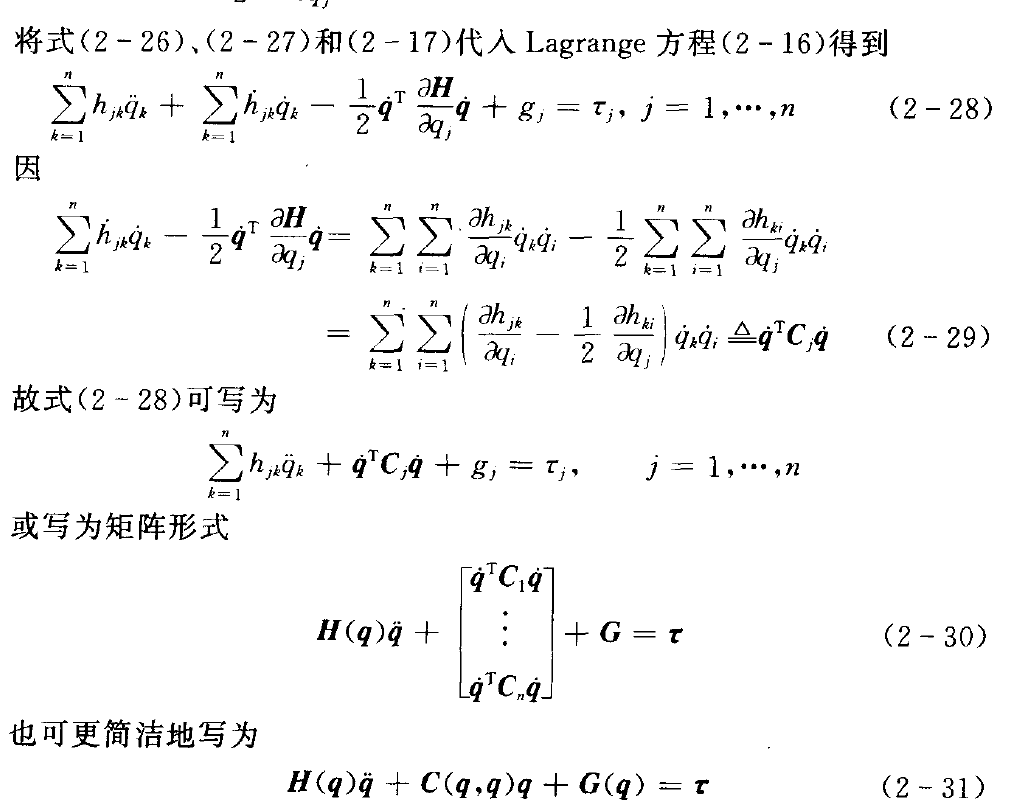 将式(2-26)、(2-27)和(2-17)代入 Lagrange 方程(2-16)得到
$\sum_{k=1}^{n} h_{jk}\ddot{q}_k + \sum_{k=1}^{n} \dot{h}_{jk}\dot{q}_k - \frac{1}{2}\dot{\boldsymbol{q}}^{\mathrm{T}} \frac{\partial \boldsymbol{H}}{\partial q_j}\dot{\boldsymbol{q}} + g_j = \tau_j, \ j = 1,\cdots,n$ (2-28)
因
$\sum_{k=1}^{n} \dot{h}_{jk}\dot{q}_k - \frac{1}{2}\dot{\boldsymbol{q}}^{\mathrm{T}} \frac{\partial \boldsymbol{H}}{\partial q_j}\dot{\boldsymbol{q}} = \sum_{k=1}^{n} \sum_{i=1}^{n} \frac{\partial h_{jk}}{\partial q_i}\dot{q}_k\dot{q}_i - \frac{1}{2}\sum_{k=1}^{n} \sum_{i=1}^{n} \frac{\partial h_{ki}}{\partial q_j}\dot{q}_k\dot{q}_i$
$= \sum_{k=1}^{n} \sum_{i=1}^{n} \left( \frac{\partial h_{jk}}{\partial q_i} - \frac{1}{2}\frac{\partial h_{ki}}{\partial q_j} \right) \dot{q}_k\dot{q}_i \triangleq \dot{\boldsymbol{q}}^{\mathrm{T}}\boldsymbol{C}_j\dot{\boldsymbol{q}}$ (2-29)
故式(2-28)可写为
$\sum_{k=1}^{n} h_{jk}\ddot{q}_k + \dot{\boldsymbol{q}}^{\mathrm{T}}\boldsymbol{C}_j\dot{\boldsymbol{q}} + g_j = \tau_j, \quad j = 1,\cdots,n$
或写为矩阵形式
$\boldsymbol{H}(\boldsymbol{q})\ddot{\boldsymbol{q}} + \begin{bmatrix} \dot{\boldsymbol{q}}^{\mathrm{T}}\boldsymbol{C}_1\dot{\boldsymbol{q}} \\ \vdots \\ \dot{\boldsymbol{q}}^{\mathrm{T}}\boldsymbol{C}_n\dot{\boldsymbol{q}} \end{bmatrix} + \boldsymbol{G} = \boldsymbol{\tau}$ (2-30)
也可更简洁地写为
$\boldsymbol{H}(\boldsymbol{q})\ddot{\boldsymbol{q}} + \boldsymbol{C}(\boldsymbol{q},\boldsymbol{q})\boldsymbol{q} + \boldsymbol{G}(\boldsymbol{q}) = \boldsymbol{\tau}$ (2-31)